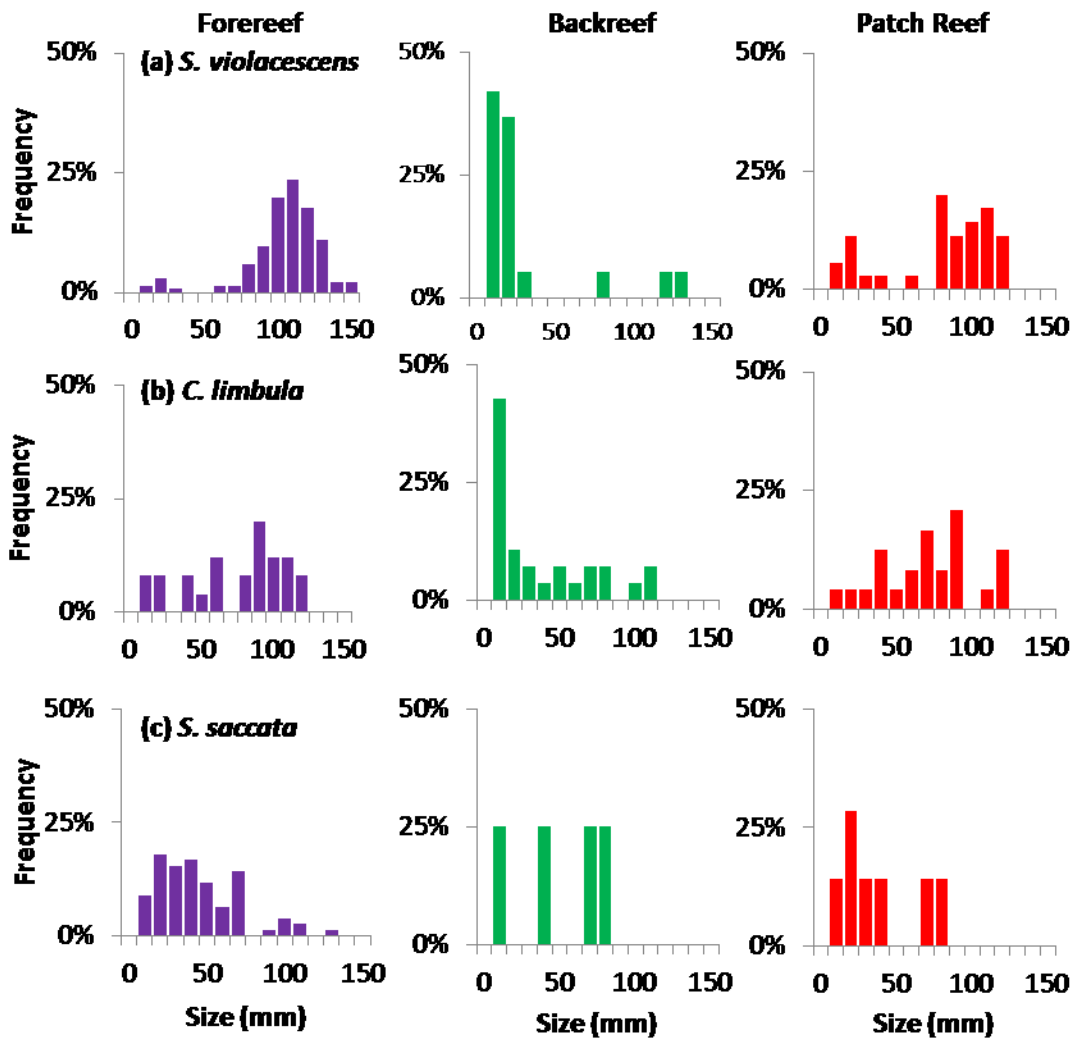 Forereef Backreef Patch Reef
50% 50% 50%
(a) S. violacescens
Frequency
25% 25% 25%
0% 0% 0%
0 50 100 150 0 50 100 150 0 50 100 150
50% 50% 50%
(b) C. limbula
Frequency
25% 25% 25%
0% 0% 0%
0 50 100 150 0 50 100 150 0 50 100 150
50% 50% 50%
(c) S. saccata
Frequency
25% 25% 25%
0% 0% 0%
0 50 100 150 0 50 100 150 0 50 100 150
Size (mm) Size (mm) Size (mm)